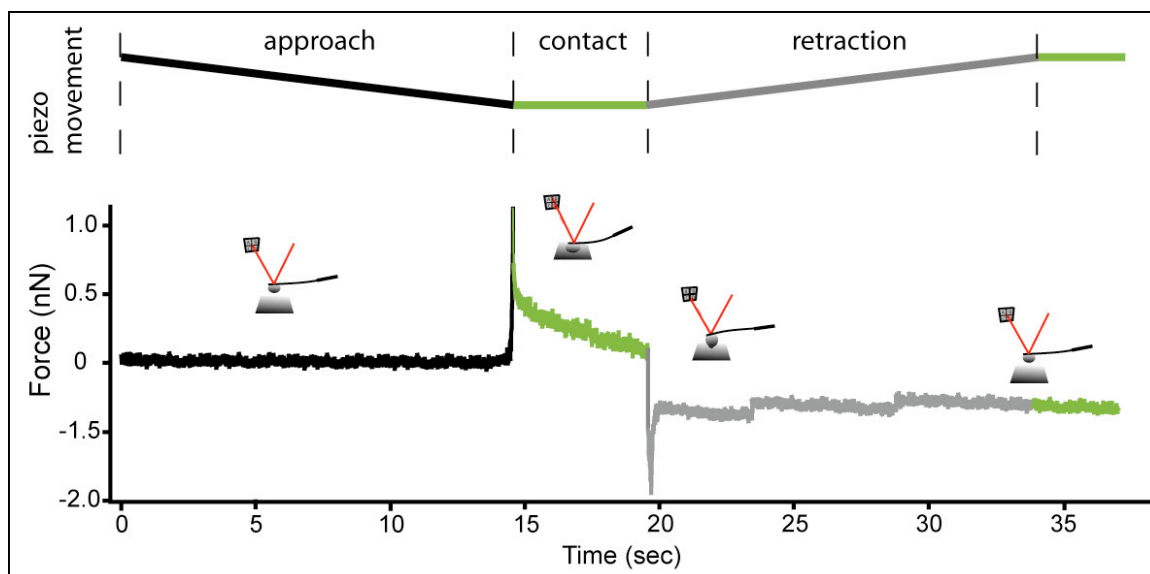 approach contact retraction
piezo
movement
Force (nN)
1.0
0.5
0
-1.5
-2.0
0 5 10 15 20 25 30 35
Time (sec)